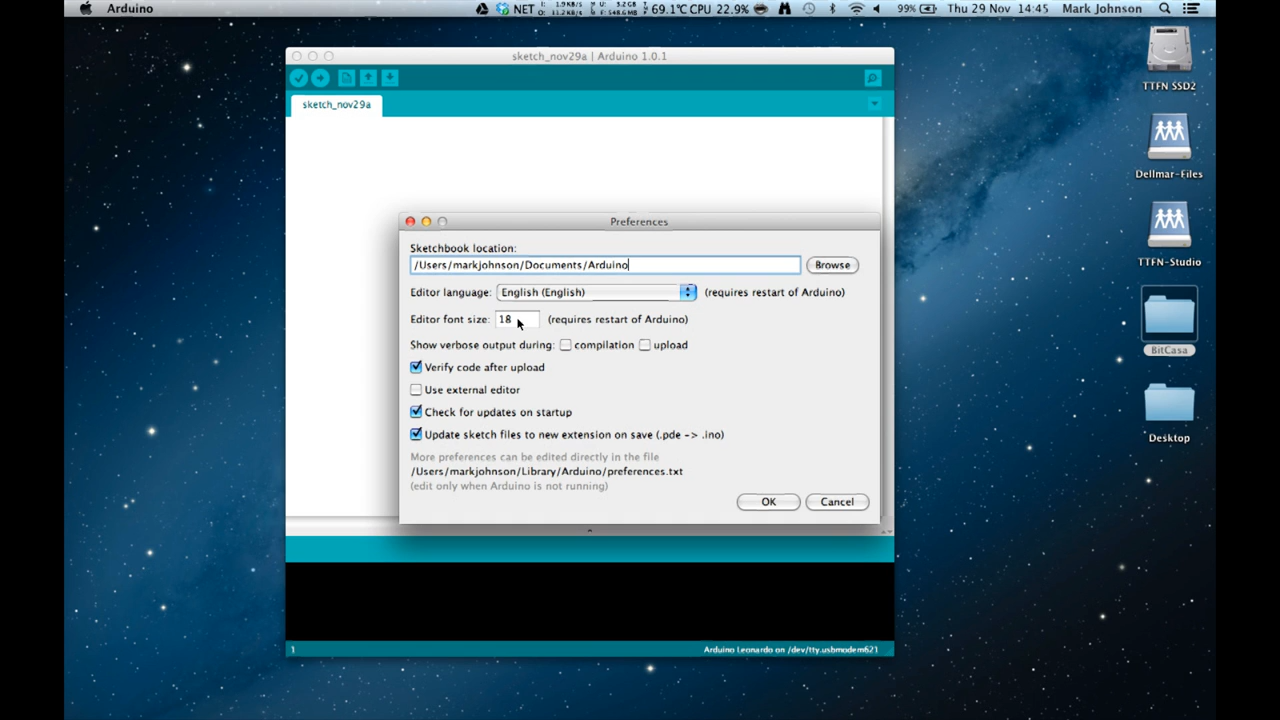 Arduino
NET
69.1°C CPU 22.9%
99%
Thu 29 Nov 14:45 Mark Johnson
sketch_nov29a | Arduino 1.0.1
sketch_nov29a
Preferences
Sketchbook location:
/Users/markjohnson/Documents/Arduino
Browse
Editor language: English (English) (requires restart of Arduino)
Editor font size: 18 (requires restart of Arduino)
Show verbose output during: compilation upload
Verify code after upload
Use external editor
Check for updates on startup
Update sketch files to new extension on save (.pde -> .ino)
More preferences can be edited directly in the file
/Users/markjohnson/Library/Arduino/preferences.txt
(edit only when Arduino is not running)
OK Cancel
1
Arduino Leonardo on /dev/tty.usbmodem621
TTFN SSD2
Dellmar-Files
TTFN-Studio
BitCasa
Desktop